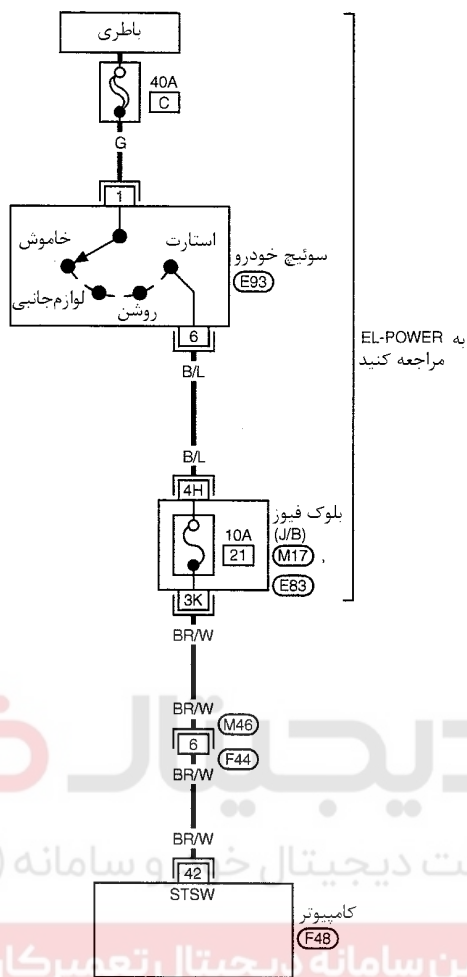 باطری
40A
C
G
1
خاموش
استارت
لوازم‌جانبی
روشن
سوئیچ خودرو
E93
6
B/L
به EL-POWER
مراجعه کنید
B/L
4H
بلوک فیوز
(J/B)
10A
21
M17 ,
E83
3K
BR/W
BR/W
M46
6
F44
BR/W
BR/W
42
STSW
کامپیوتر
F48